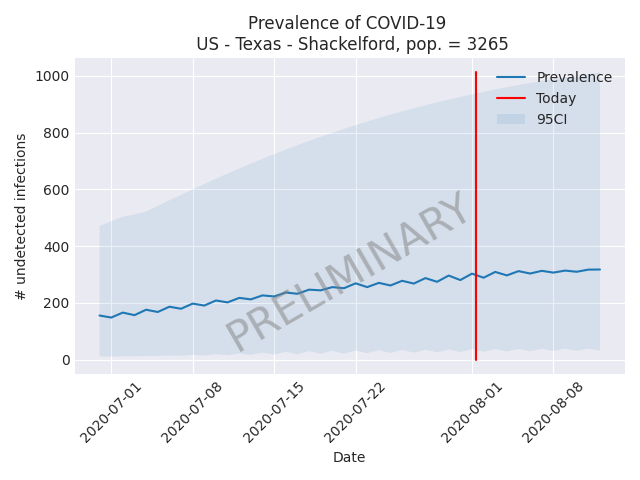 Prevalence of COVID-19
US - Texas - Shackelford, pop. = 3265
1000
800
600
400
200
0
# undetected infections
Prevalence
Today
95CI
PRELIMINARY
2020-07-01
2020-07-08
2020-07-15
2020-07-22
2020-08-01
2020-08-08
Date